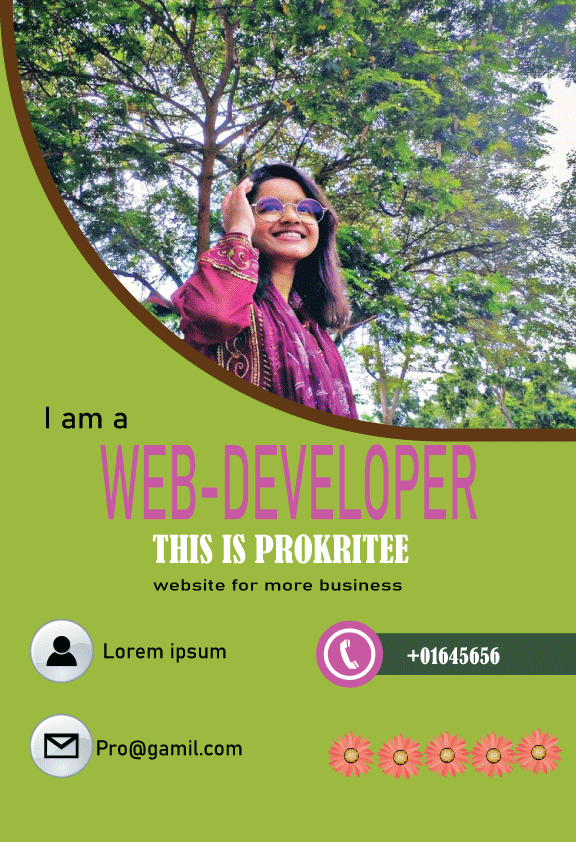 I am a
WEB-DEVELOPER
THIS IS PROKRITEE
website for more business
Lorem ipsum
+01645656
Pro@gamil.com